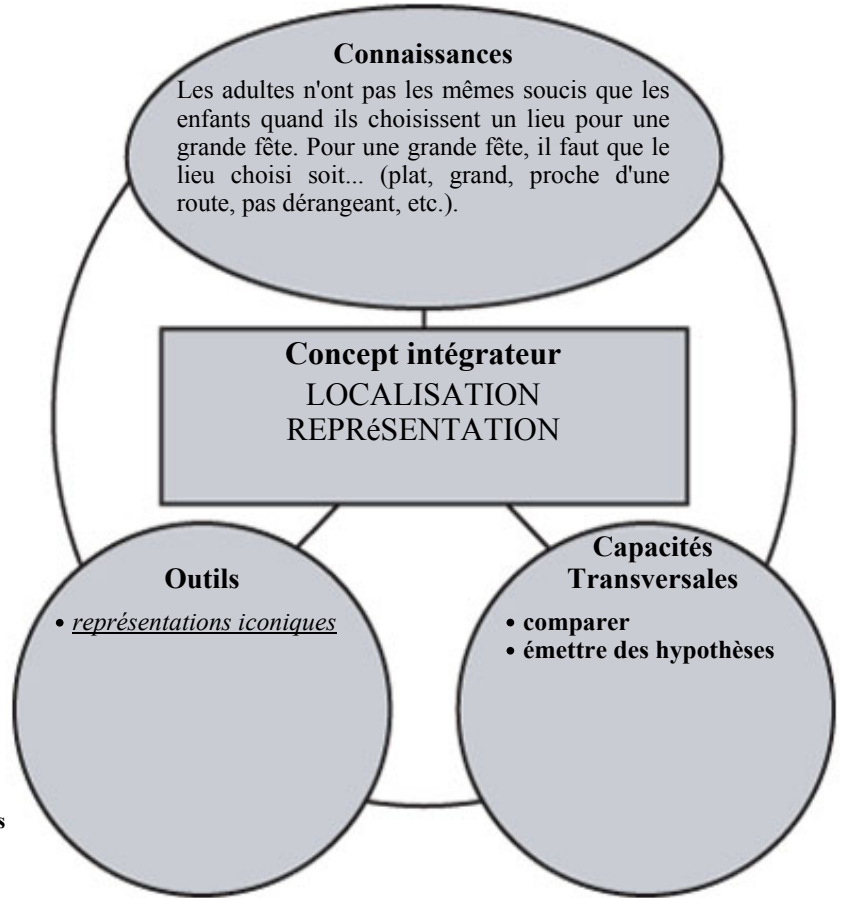 Connaissances
Les adultes n'ont pas les mêmes soucis que les
enfants quand ils choisissent un lieu pour une
grande fête. Pour une grande fête, il faut que le
lieu choisi soit... (plat, grand, proche d'une
route, pas dérangeant, etc.).
Concept intégrateur
LOCALISATION
REPRéSENTATION
Outils
• représentations iconiques
Capacités
Transversales
• comparer
• émettre des hypothèses
s